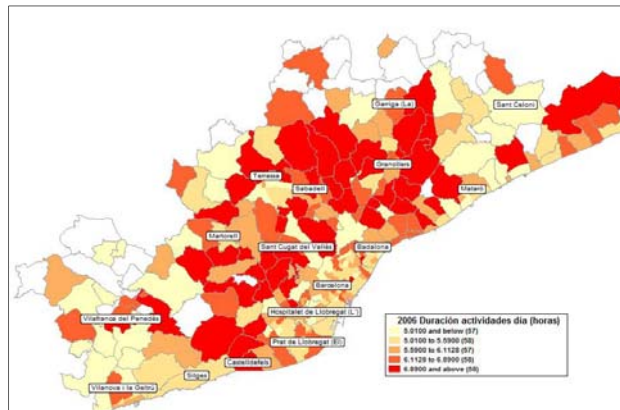 Garriga (La)
Sant Celoni
Granollers
Terrassa
Sabadell
Mataró
Martorell
Sant Cugat del Vallès
Badalona
Barcelona
Vilafranca del Penedès
Hospitalet de Llobregat (L')
Prat de Llobregat (El)
Castelldefels
Sitges
Vilanova i la Geltrú
2006 Duración actividades día (horas)
5.0100 and below (57)
5.0100 to 5.5900 (58)
5.5900 to 6.1128 (57)
6.1128 to 6.8900 (58)
6.8900 and above (58)